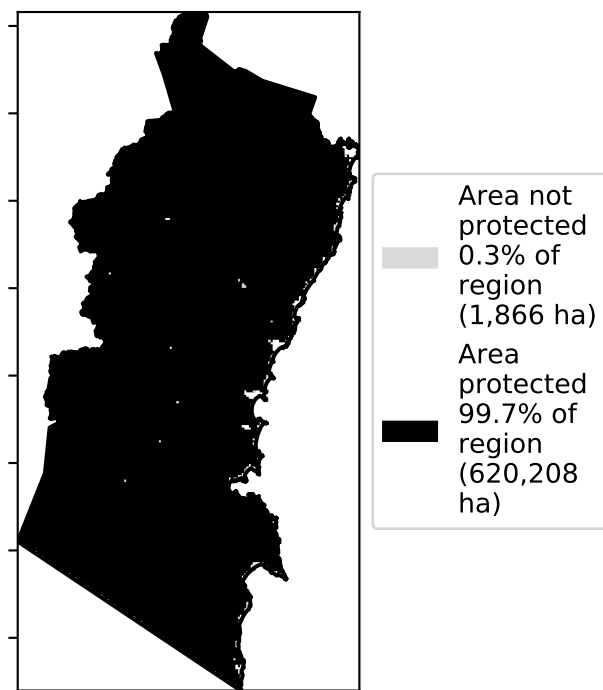 Area not
protected
0.3% of
region
(1,866 ha)
Area
protected
99.7% of
region
(620,208
ha)